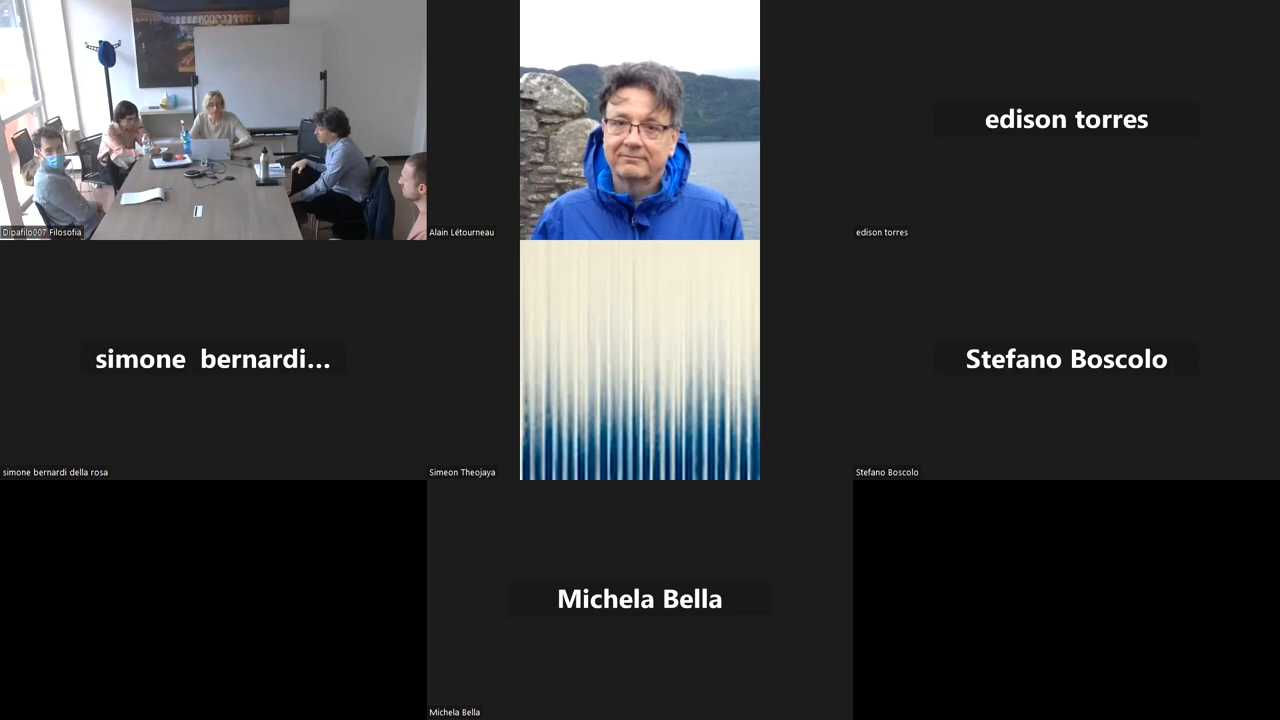 Dipafilo007 Filosofia
Alain Létourneau
edison torres
edison torres
simone  bernardi...
simone bernardi della rosa
Simeon Theojaya
Stefano Boscolo
Stefano Boscolo
Michela Bella
Michela Bella